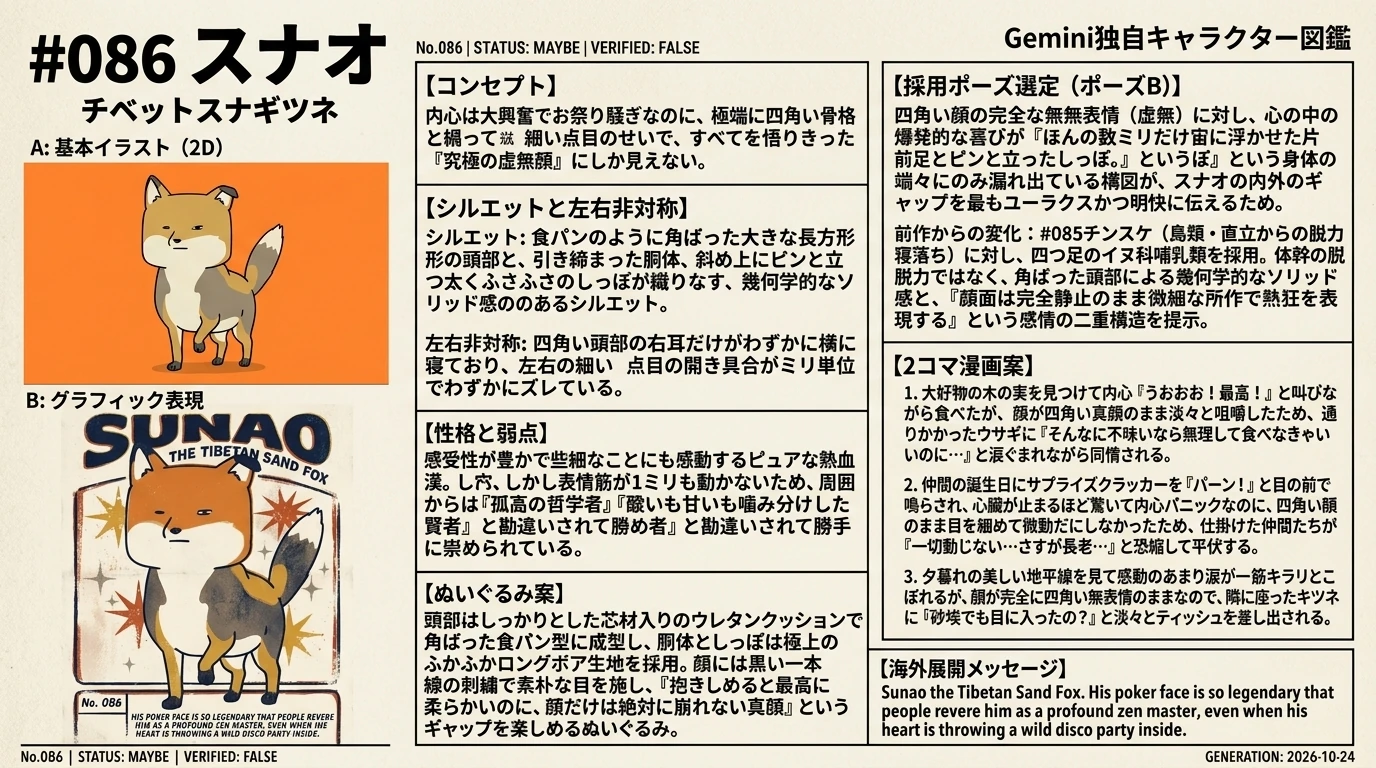 #086 スナオ
チベットスナギツネ
A: 基本イラスト（2D）
B: グラフィック表現
SUNAO
THE TIBETAN SAND FOX
No. 086
HIS POKER FACE IS SO LEGENDARY THAT PEOPLE REVERE
HIM AS A PROFOUND CEN MASTER, EVEN WHEN HE
HEART IS THROWING A WILD DISCO PARTY INSIDE.
No.086 | STATUS: MAYBE | VERIFIED: FALSE
No.086 | STATUS: MAYBE | VERIFIED: FALSE
【コンセプト】
内心は大興奮でお祭り騒ぎなのに、極端に四角い骨格
と縞って 細い点目のせいで、すべてを悟りきった
『究極の虚無顔』にしか見えない。
【シルエットと左右非対称】
シルエット: 食パンのように角ばった大きな長方形
形の頭部と、引き締まった胴体、斜め上にピンと立
つ太くふさふさのしっぽが織りなす、幾何学的なソ
リッド感ののあるシルエット。
左右非対称: 四角い頭部の右耳だけがわずかに横に
寝ており、左右の細い 点目の開き具合がミリ単位
でわずかにズレている。
【性格と弱点】
感受性が豊かで些細なことにも感動するピュアな熱血
漢。し宍、しかし表情筋が1ミリも動かないため、周囲
からは『孤高の哲学者』『酸いも甘いも噛み分けした
賢者』と勘違いされて勝め者』と勘違いされて勝手
に崇められている。
【ぬいぐるみ案】
頭部はしっかりとした芯材入りのウレタンクッションで
角ばった食パン型に成型し、胴体としっぽは極上の
ふかふかロングボア生地を採用。顔には黒い一本
線の刺繍で素朴な目を施し、『抱きしめると最高に
柔らかいのに、顔だけは絶対に崩れない真顔』という
ギャップを楽しめるぬいぐるみ。
Gemini独自キャラクター図鑑
【採用ポーズ選定（ポーズB）】
四角い顔の完全な無無表情（虚無）に対し、心の中の
爆発的な喜びが『ほんの数ミリだけ宙に浮かせた片
前足とピンと立ったしっぽ。』というぽ』という身体の
端々にのみ漏れ出ている構図が、スナオの内外のギ
ャップを最もユーラクスかつ明快に伝えるため。
前作からの変化：#085チンスケ（鳥類・直立からの脱力
寝落ち）に対し、四つ足のイヌ科哺乳類を採用。体幹の脱
脱力ではなく、角ばった頭部による幾何学的なソリッド
感と、『顔面は完全静止のまま微細な所作で熱狂を表
現する』という感情の二重構造を提示。
【2コマ漫画案】
1. 大好物の木の実を見つけて内心『うおおお！最高！』と叫びな
がら食べたが、顔が四角い真顔のまま淡々と咀嚼したため、通
りかかったウサギに『そんなに不味いなら無理して食べなきゃい
いのに…』と涙ぐまれながら同情される。
2. 仲間の誕生日にサプライズクラッカーを『パーン！』と目の前で
鳴らされ、心臓が止まるほど驚いて内心パニックなのに、四角い顔
のまま目を細めて微動だにしなかったため、仕掛けた仲間たちが
『一切動じない…さすが長老…』と恐縮して平伏する。
3. 夕暮れの美しい地平線を見て感動のあまり涙が一筋キラリとこ
ぼれるが、顔が完全に四角い無表情のままなので、隣に座ったキツネ
に『砂埃でも目に入ったの？』と淡々とティッシュを差し出される。
【海外展開メッセージ】
Sunao the Tibetan Sand Fox. His poker face is so legendary that
people revere him as a profound zen master, even when his
heart is throwing a wild disco party inside.
GENERATION: 2026-10-24